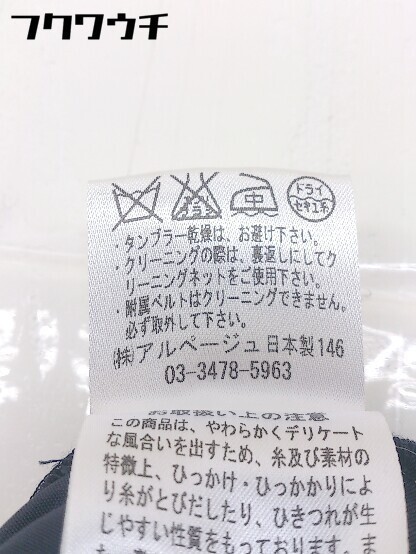 フクワウチ
ドライ
セキユ系
・タンブラー乾燥は、お避け下さい。
・クリーニングの際は、裏返しにしてク
リーニングネットをご使用下さい。
・附属ベルトはクリーニングできません。
必ず取外して下さい。
(株)アルページュ 日本製146
03-3478-5963
お取扱い上の注意
この商品は、やわらかくデリケート
な風合いを出すため、糸及び素材の
特徴上、ひっかけ・ひっかかりによ
り糸がとびだしたり、ひきつれが生
じやすい性質をもっております。ま